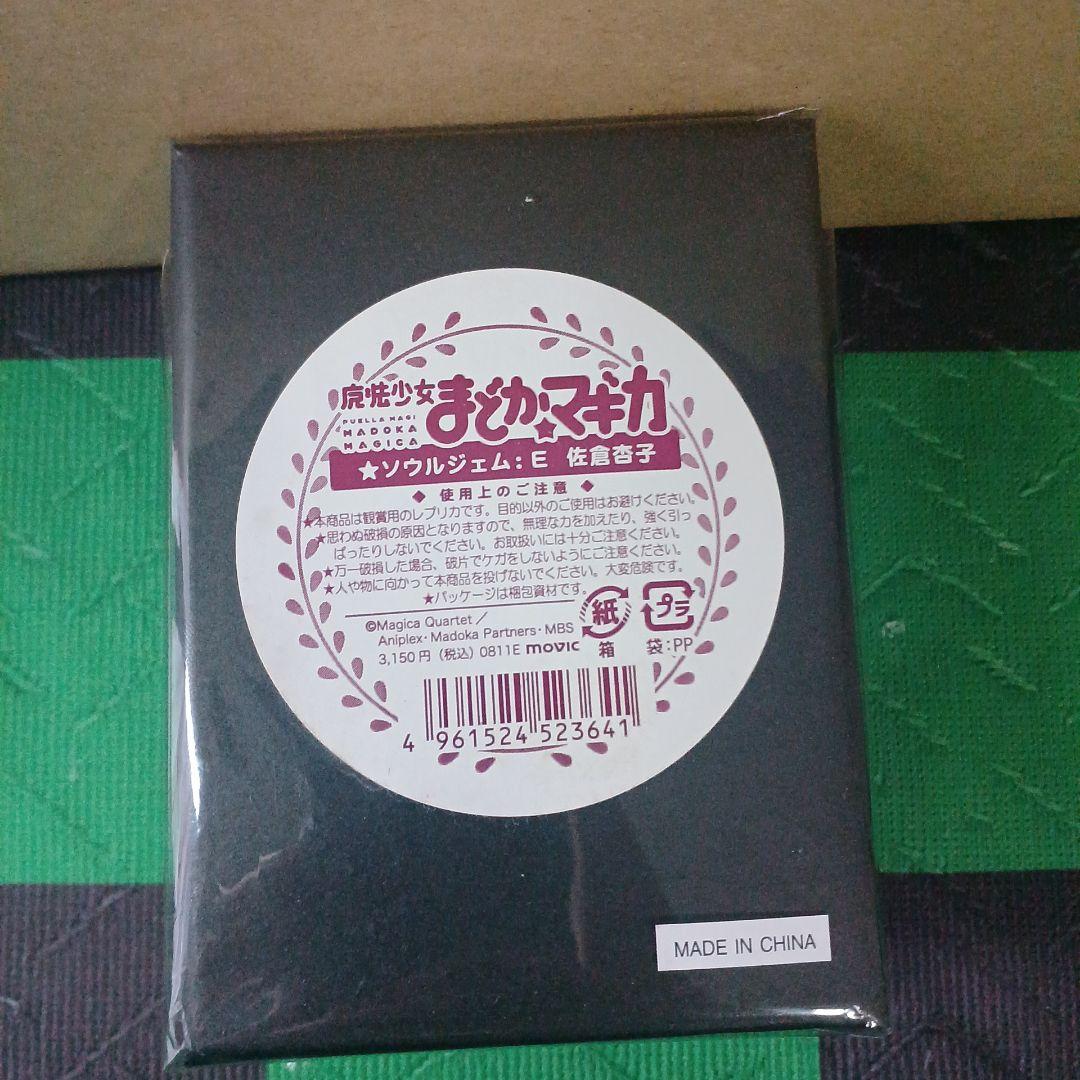 魔法少女まどか★マギカ
PUELLA MAGI
MADOKA
MAGICA
★ソウルジェム：E 佐倉杏子
◆ 使用上のご注意 ◆
★本商品は観賞用のレプリカです。目的以外のご使用はお避けください。
★思わぬ破損の原因となりますので、無理な力を加えたり、強く引っ
ぱったりしないでください。お取扱いには十分ご注意ください。
★万一破損した場合、破片でケガをしないようにご注意ください。
★人や物に向かって本商品を投げないでください。大変危険です。
★パッケージは梱包資材です。
©Magica Quartet／
Aniplex・Madoka Partners・MBS
3,150円（税込）0811E movic
紙
箱
プラ
袋：PP
4 961524 523641
MADE IN CHINA